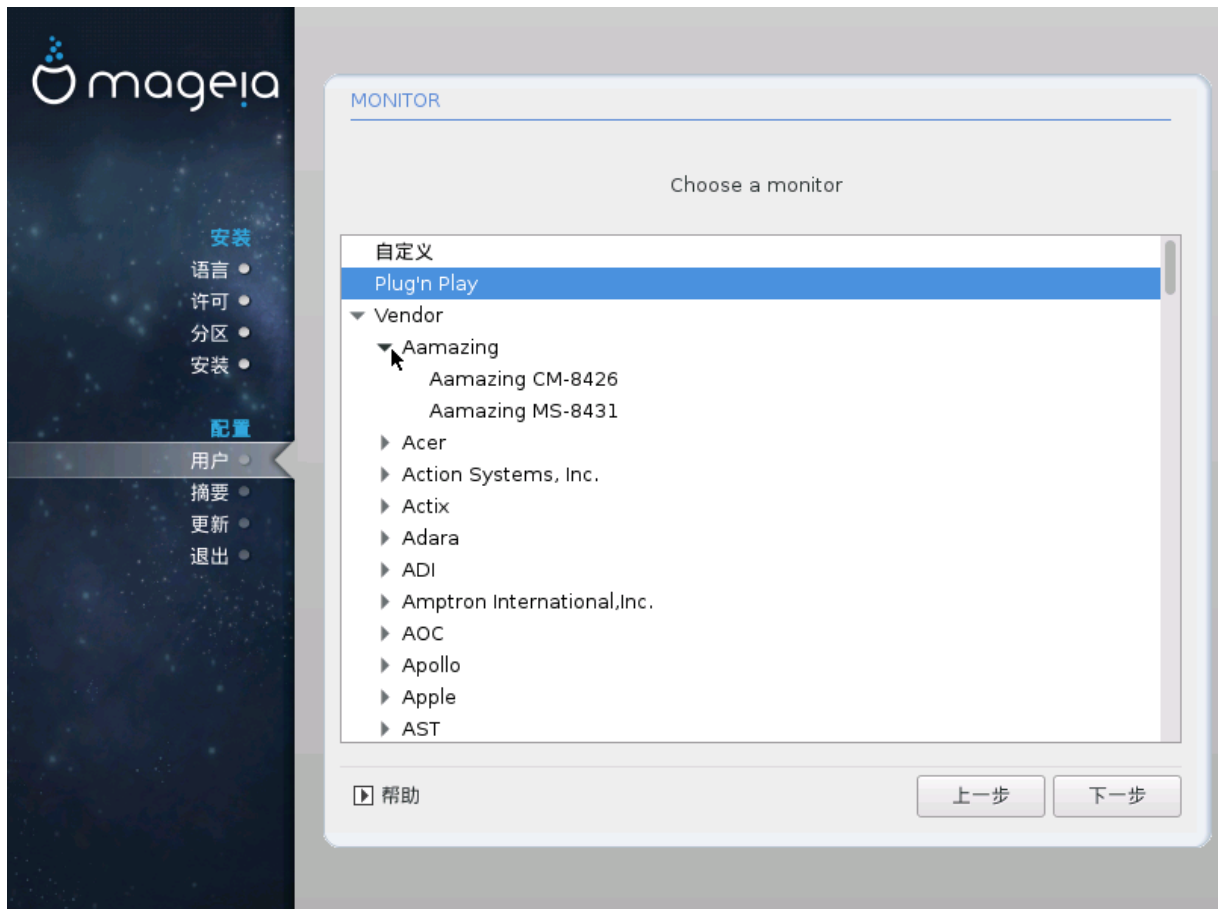 mageia
安装
语言
许可
分区
安装
配置
用户
摘要
更新
退出
MONITOR
Choose a monitor
自定义
Plug'n Play
Vendor
Aamazing
Aamazing CM-8426
Aamazing MS-8431
Acer
Action Systems, Inc.
Actix
Adara
ADI
Amptron International,Inc.
AOC
Apollo
Apple
AST
帮助
上一步
下一步